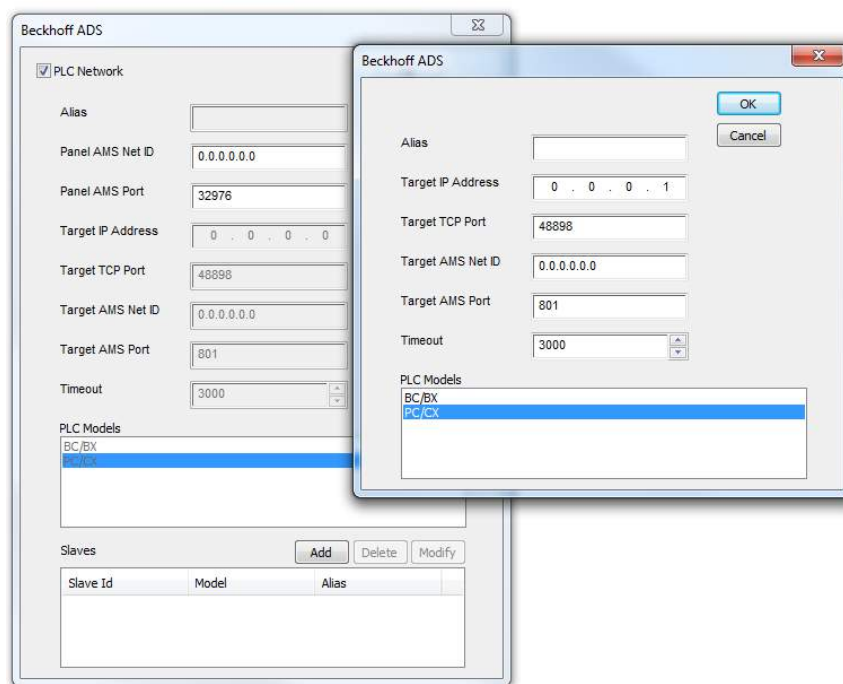 Beckhoff ADS
PLC Network
Alias
Panel AMS Net ID
0.0.0.0.0.0
Panel AMS Port
32976
Target IP Address
0 . 0 . 0 . 0
Target TCP Port
48898
Target AMS Net ID
0.0.0.0.0.0
Target AMS Port
801
Timeout
3000
PLC Models
BC/BX
PC/CX
Slaves
Add
Delete
Modify
Slave Id Model Alias
Beckhoff ADS
OK
Cancel
Alias
Target IP Address
0 . 0 . 0 . 1
Target TCP Port
48898
Target AMS Net ID
0.0.0.0.0.0
Target AMS Port
801
Timeout
3000
PLC Models
BC/BX
PC/CX